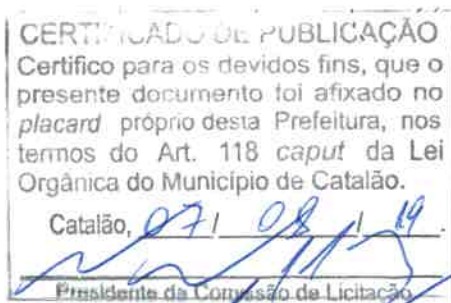 CERTIFICADO DE PUBLICAÇÃO
Certifico para os devidos fins, que o
presente documento foi afixado no
placard próprio desta Prefeitura, nos
termos do Art. 118 caput da Lei
Orgânica do Município de Catalão.
Catalão, 07 / 08 / 19.
Presidente da Comissão de Licitação